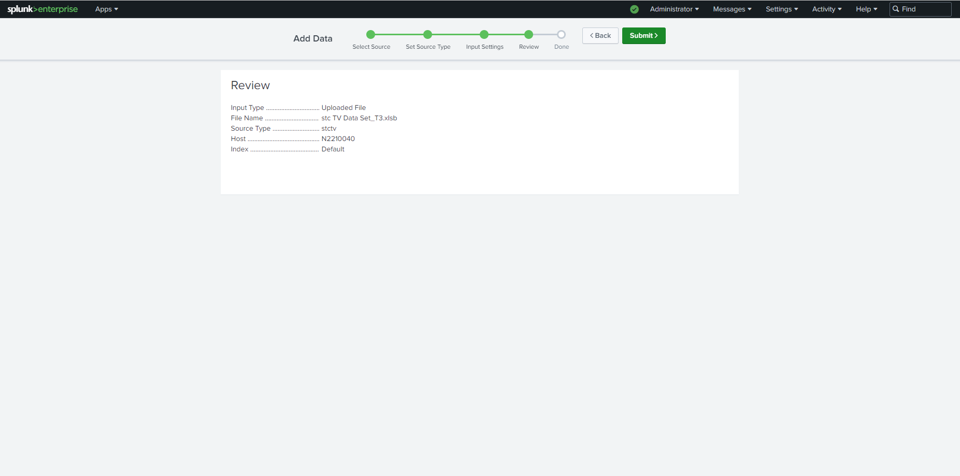 splunk>enterprise Apps Administrator Messages Settings Activity Help Find
Add Data
Select Source Set Source Type Input Settings Review Done
< Back Submit >
Review
Input Type ........................ Uploaded File
File Name ........................ stc TV Data Set_T3.xlsb
Source Type ..................... stctv
Host ................................ N2210040
Index ............................... Default